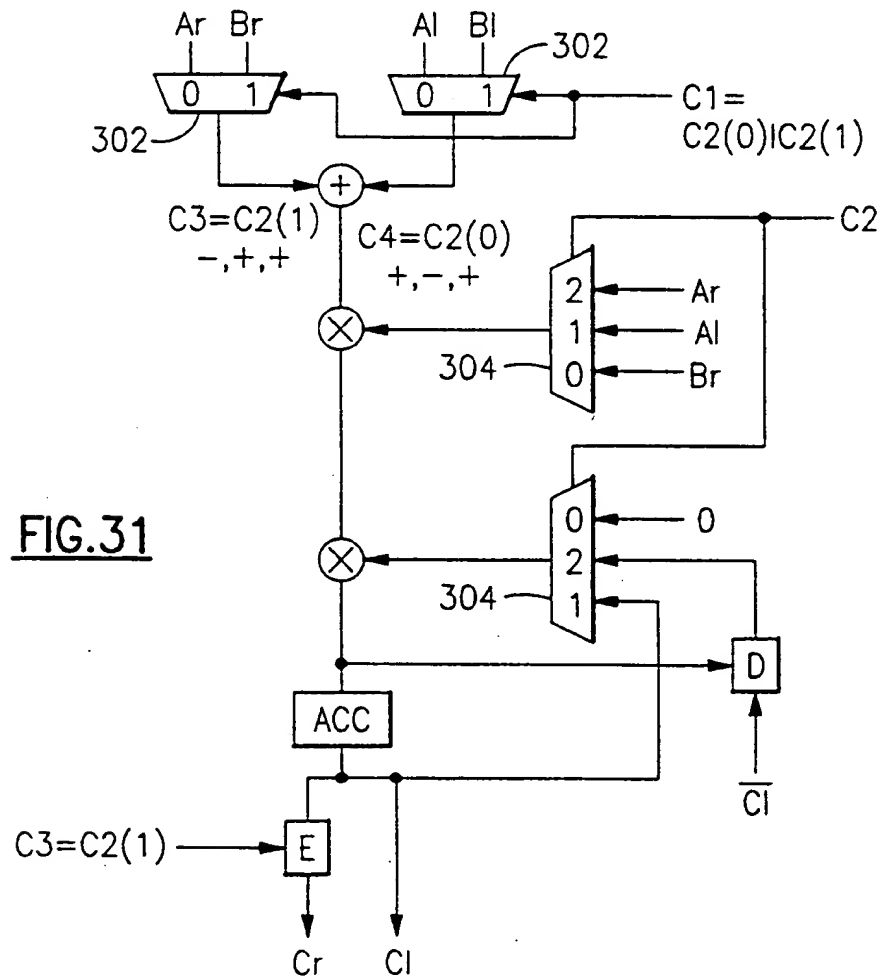 Ar Br
Al Bl
302
0 1
0 1
302
C1=
C2(0)|C2(1)
+
C3=C2(1)
-,+,+
C4=C2(0)
+,-,+
C2
2
Ar
1
Al
0
Br
304
FIG.31
0
0
2
1
304
D
ACC
C1
C3=C2(1)
E
Cr
Cl